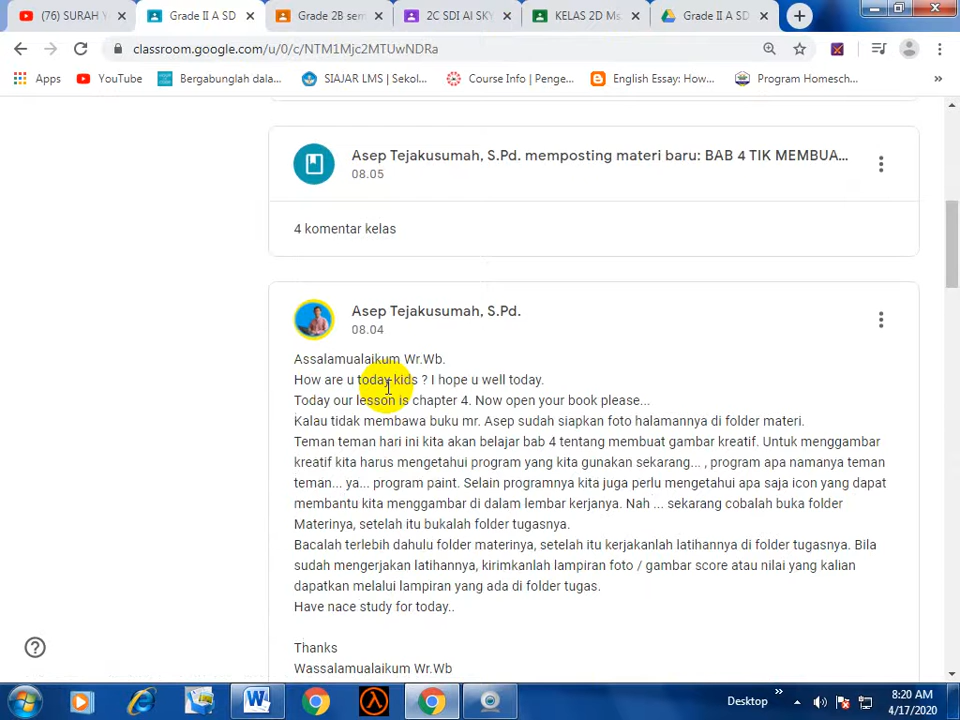 (76) SURAH Y
Grade II A SD
Grade 2B sem
2C SDI Al SKY
KELAS 2D Ms
Grade II A SD
classroom.google.com/u/0/c/NTM1Mjc2MTUwNDRa
Apps
YouTube
Bergabunglah dala...
SIAJAR LMS | Sekol...
Course Info | Penge...
English Essay: How...
Program Homesch...
»
Asep Tejakusumah, S.Pd. memposting materi baru: BAB 4 TIK MEMBUA...
08.05
4 komentar kelas
Asep Tejakusumah, S.Pd.
08.04
Assalamualaikum Wr.Wb.
How are u today kids ? I hope u well today.
Today our lesson is chapter 4. Now open your book please...
Kalau tidak membawa buku mr. Asep sudah siapkan foto halamannya di folder materi.
Teman teman hari ini kita akan belajar bab 4 tentang membuat gambar kreatif. Untuk menggambar
kreatif kita harus mengetahui program yang kita gunakan sekarang... , program apa namanya teman
teman... ya... program paint. Selain programnya kita juga perlu mengetahui apa saja icon yang dapat
membantu kita menggambar di dalam lembar kerjanya. Nah ... sekarang cobalah buka folder
Materinya, setelah itu bukalah folder tugasnya.
Bacalah terlebih dahulu folder materinya, setelah itu kerjakanlah latihannya di folder tugasnya. Bila
sudah mengerjakan latihannya, kirimkanlah lampiran foto / gambar score atau nilai yang kalian
dapatkan melalui lampiran yang ada di folder tugas.
Have nace study for today..
Thanks
Wassalamualaikum Wr.Wb
Desktop
»
8:20 AM
4/17/2020